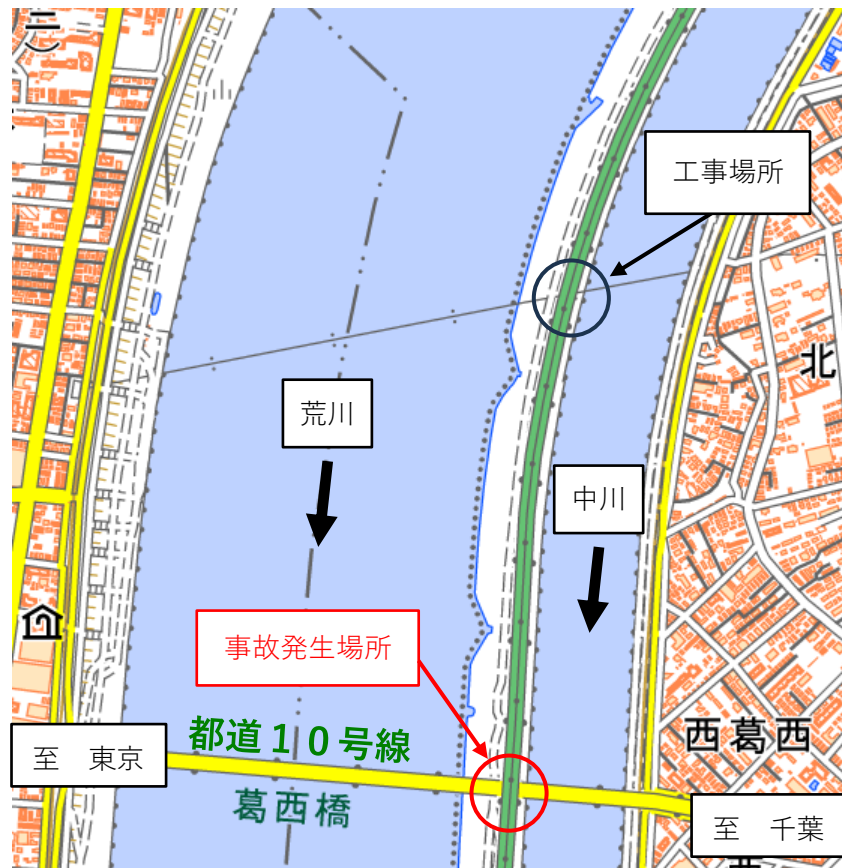 二)
工事場所
北
荒川
中川
事故発生場所
都道10号線
西葛西
至 東京
葛西橋
至 千葉